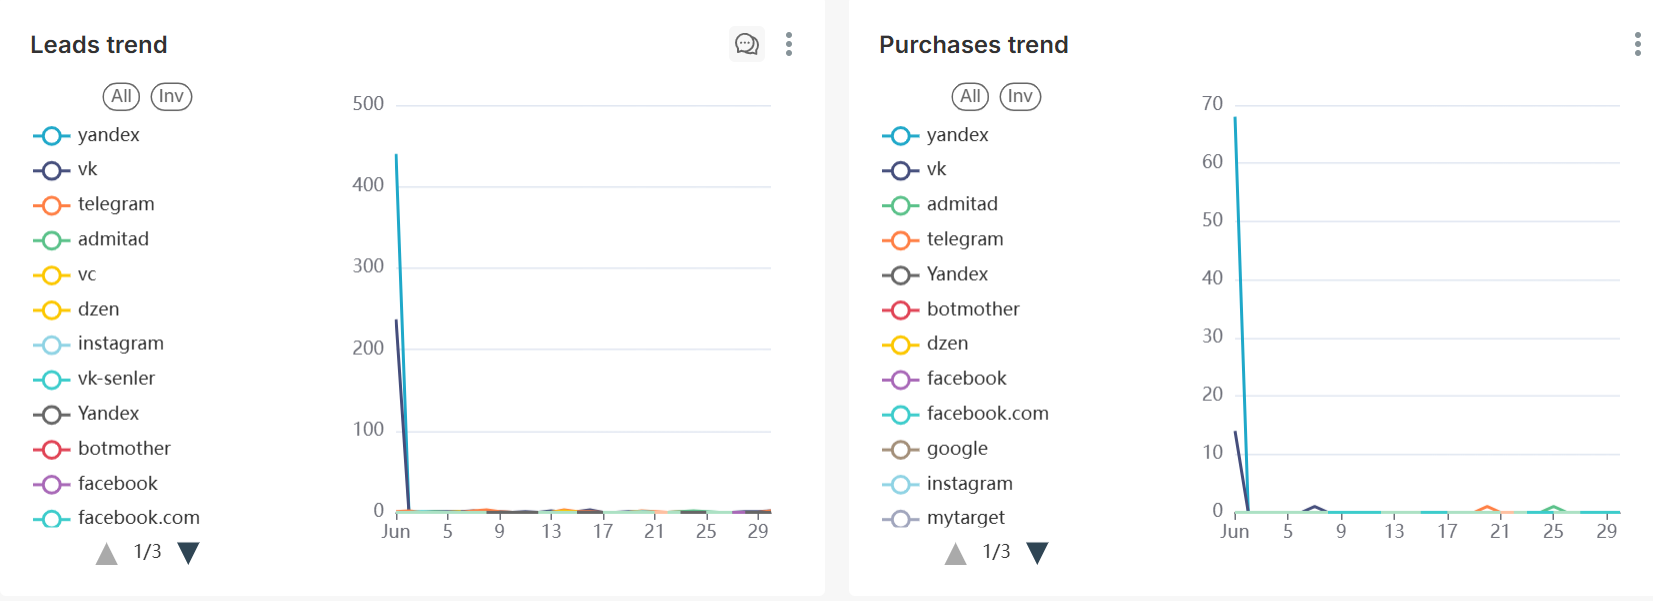 Leads trend
All Inv
yandex
vk
telegram
admitad
vc
dzen
instagram
vk-senler
Yandex
botmother
facebook
facebook.com
1/3
500
400
300
200
100
0
Jun 5 9 13 17 21 25 29
Purchases trend
All Inv
yandex
vk
admitad
telegram
Yandex
botmother
dzen
facebook
facebook.com
google
instagram
mytarget
1/3
70
60
50
40
30
20
10
0
Jun 5 9 13 17 21 25 29